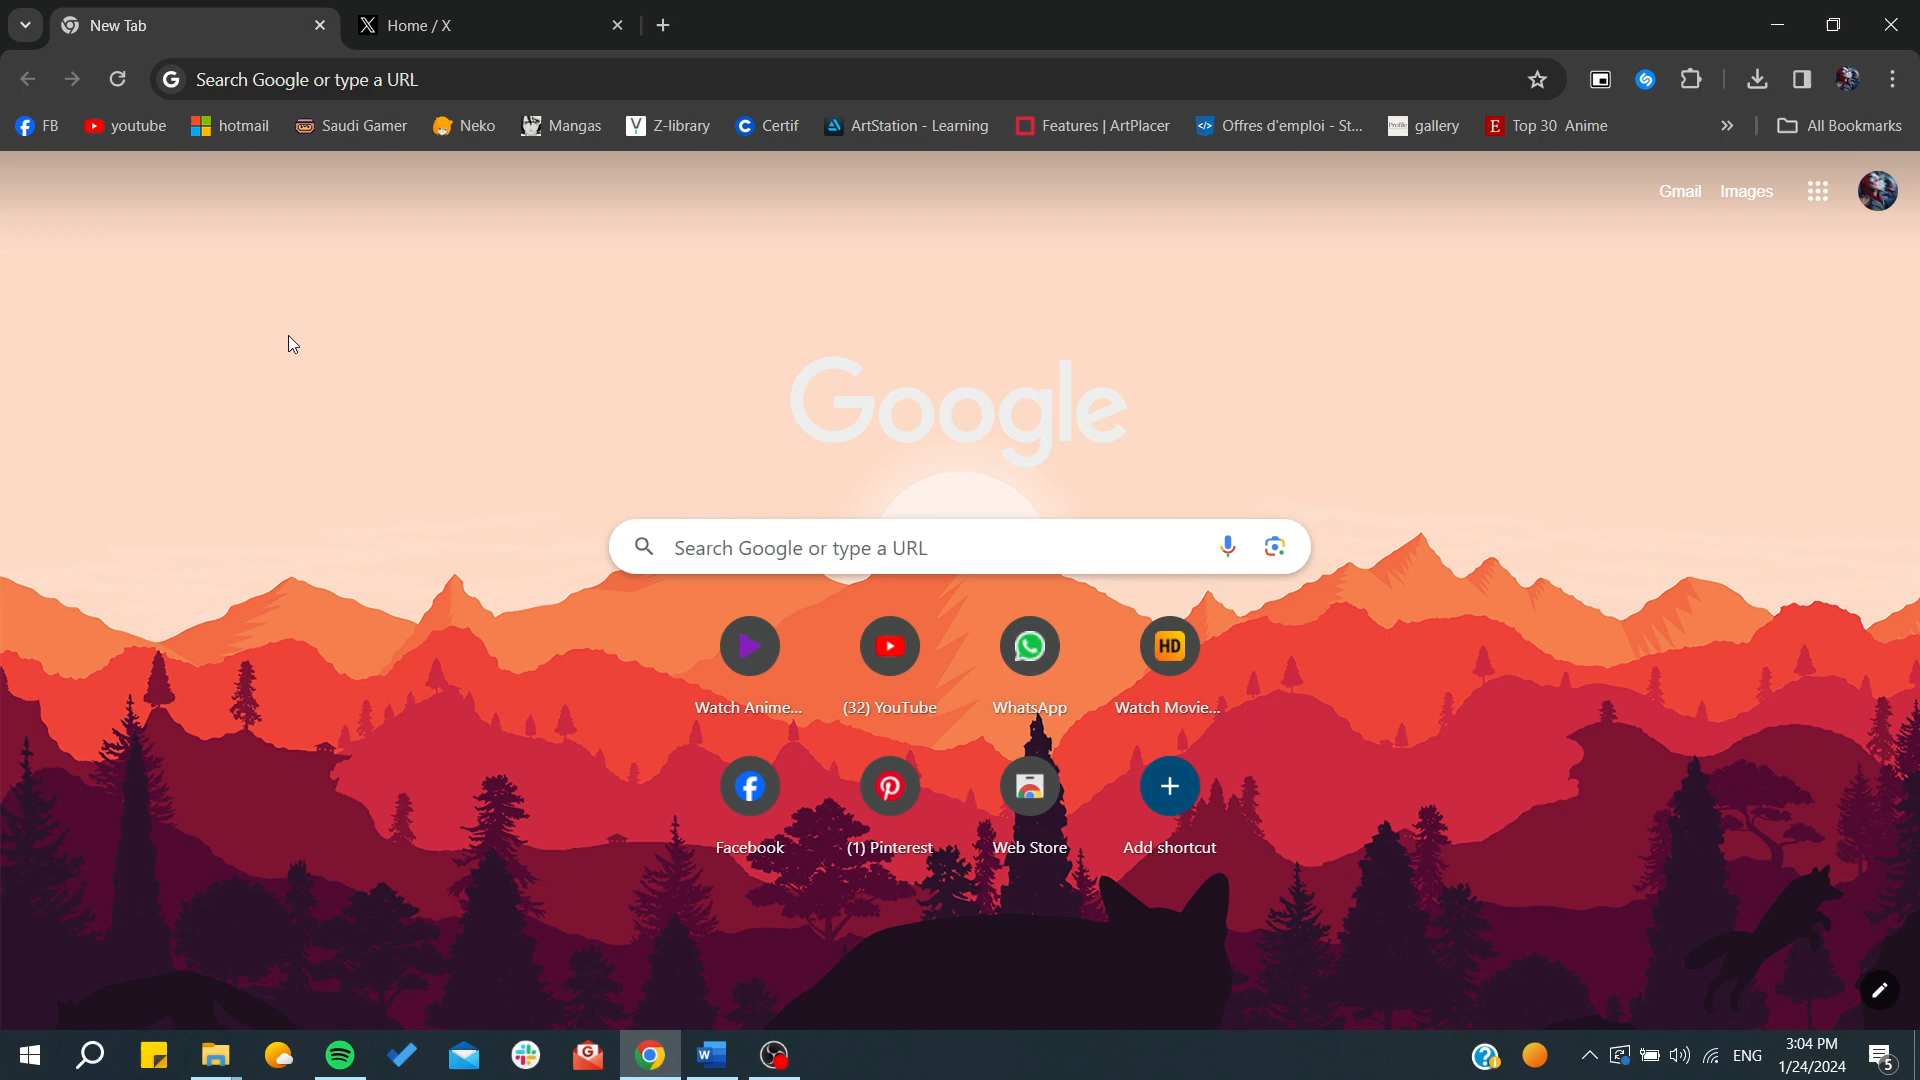 New Tab
Home / X
Search Google or type a URL
FB
youtube
hotmail
Saudi Gamer
Neko
Mangas
Z-library
Certif
ArtStation - Learning
Features | ArtPlacer
Offres d'emploi - St...
gallery
Top 30 Anime
All Bookmarks
Gmail
Images
Google
Search Google or type a URL
HD
Watch Anime...
(32) YouTube
WhatsApp
Watch Movie...
Facebook
(1) Pinterest
Web Store
Add shortcut
ENG
3:04 PM
1/24/2024
5